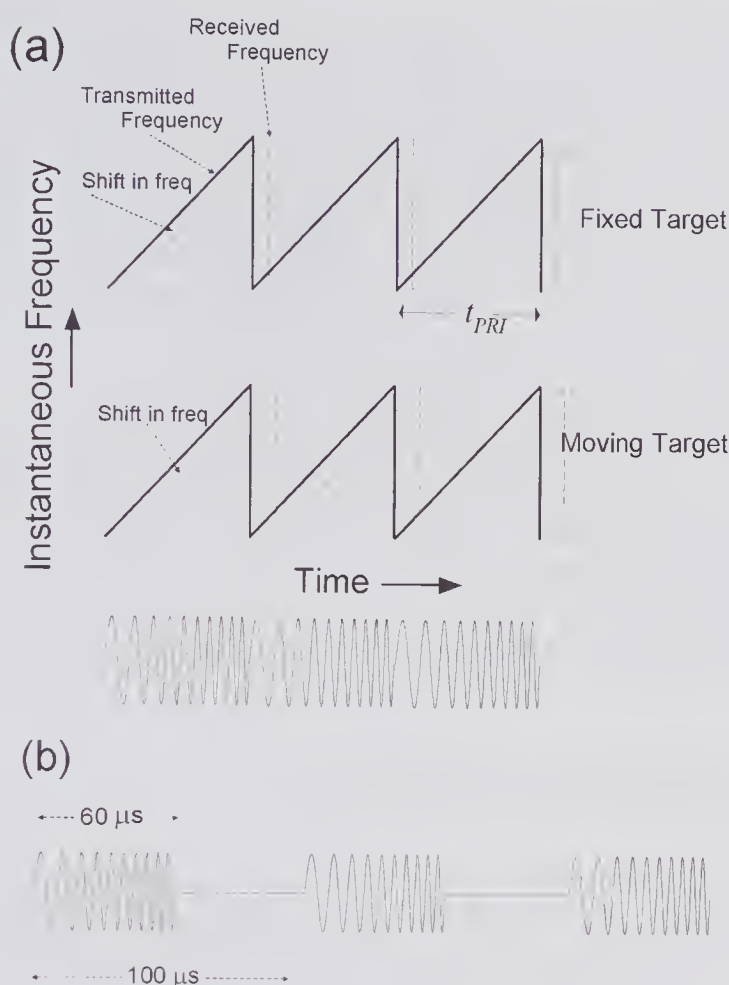 (a)
Received
Frequency
Transmitted
Frequency
Shift in freq
Instantaneous Frequency
Fixed Target
t_PRI
Shift in freq
Moving Target
Time
(b)
60 μs
100 μs